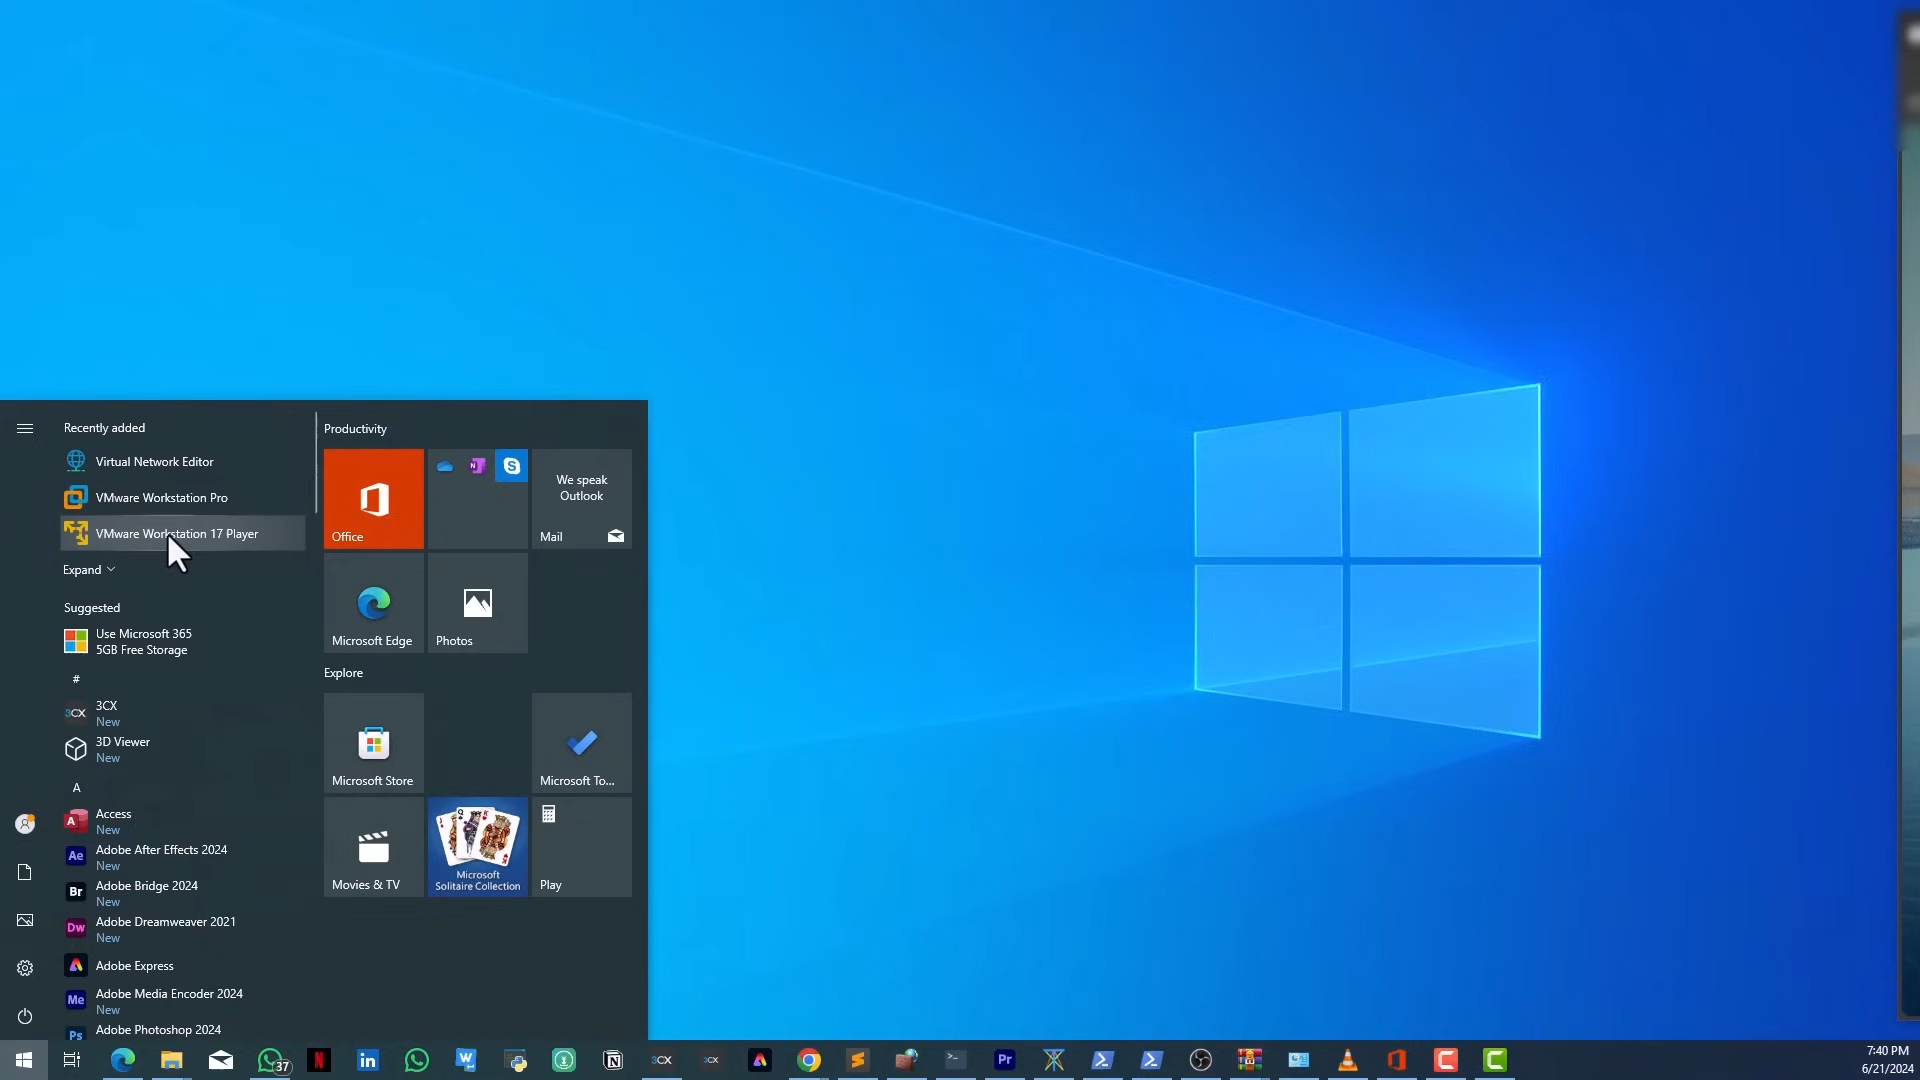 Recently added
Virtual Network Editor
VMware Workstation Pro
VMware Workstation 17 Player
Expand
Suggested
Use Microsoft 365
5GB Free Storage
#
3CX
New
3D Viewer
New
A
Access
New
Adobe After Effects 2024
New
Adobe Bridge 2024
New
Adobe Dreamweaver 2021
New
Adobe Express
Adobe Media Encoder 2024
New
Adobe Photoshop 2024
Productivity
Office
We speak
Outlook
Mail
Microsoft Edge
Photos
Explore
Microsoft Store
Microsoft To...
Movies & TV
Microsoft
Solitaire Collection
Play
37
3CX
3CX
Pr
7:40 PM
6/21/2024